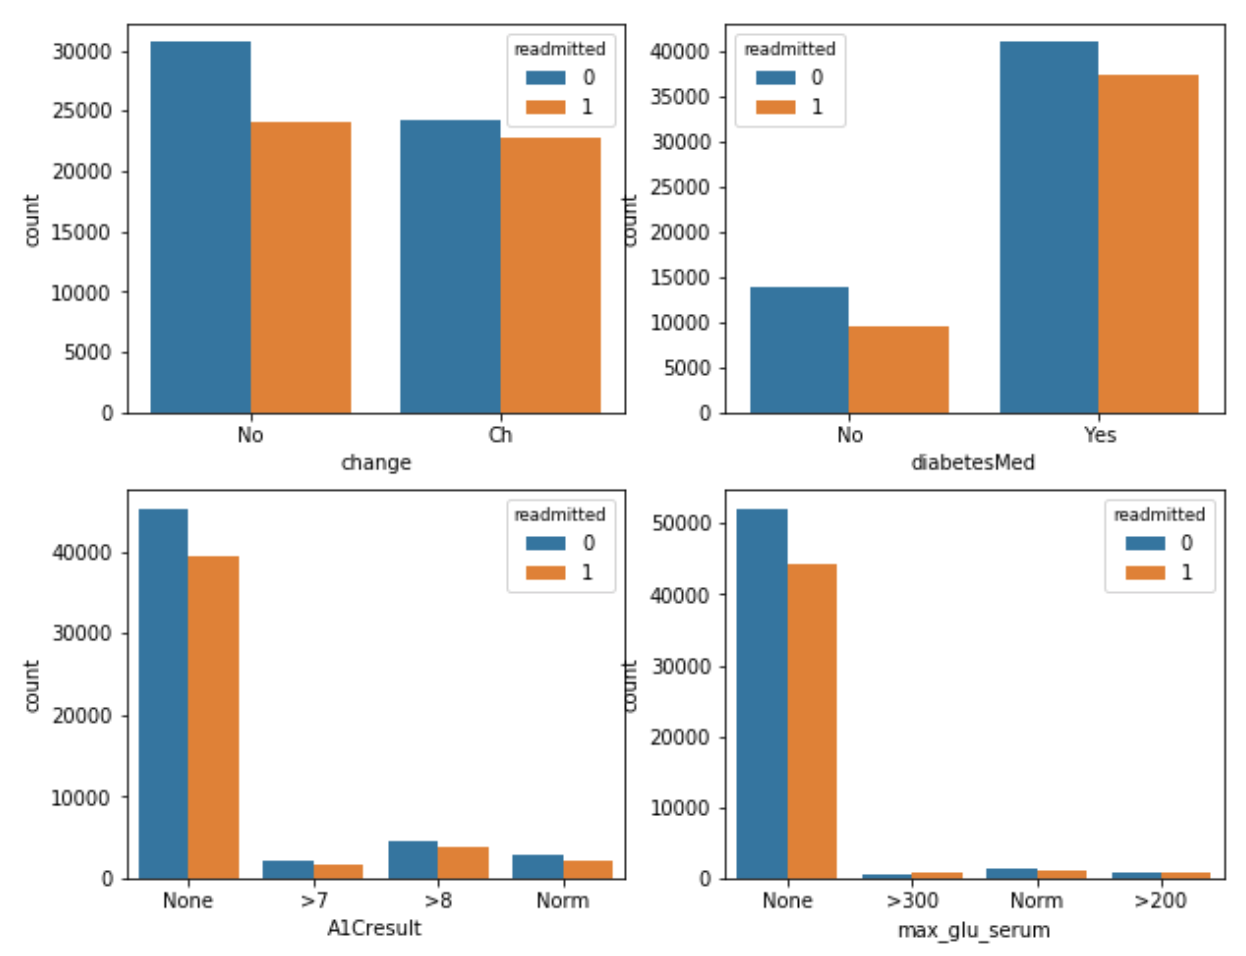 30000
25000
20000
15000
10000
5000
0
count
No
Ch
change
readmitted
0
1
40000
35000
30000
25000
20000
15000
10000
5000
0
count
No
Yes
diabetesMed
readmitted
0
1
40000
30000
20000
10000
0
count
None
>7
>8
Norm
A1Cresult
readmitted
0
1
50000
40000
30000
20000
10000
0
count
None
>300
Norm
>200
max_glu_serum
readmitted
0
1